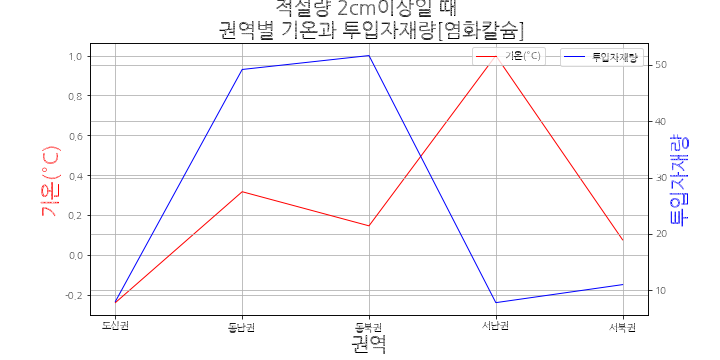 적설량 2cm이상일 때
권역별 기온과 투입자재량[염화칼슘]
기온(°C)
투입자재량
1.0
0.8
0.6
0.4
0.2
0.0
-0.2
기온(°C)
50
40
30
20
10
투입자재량
도심권
동남권
동북권
서남권
서북권
권역